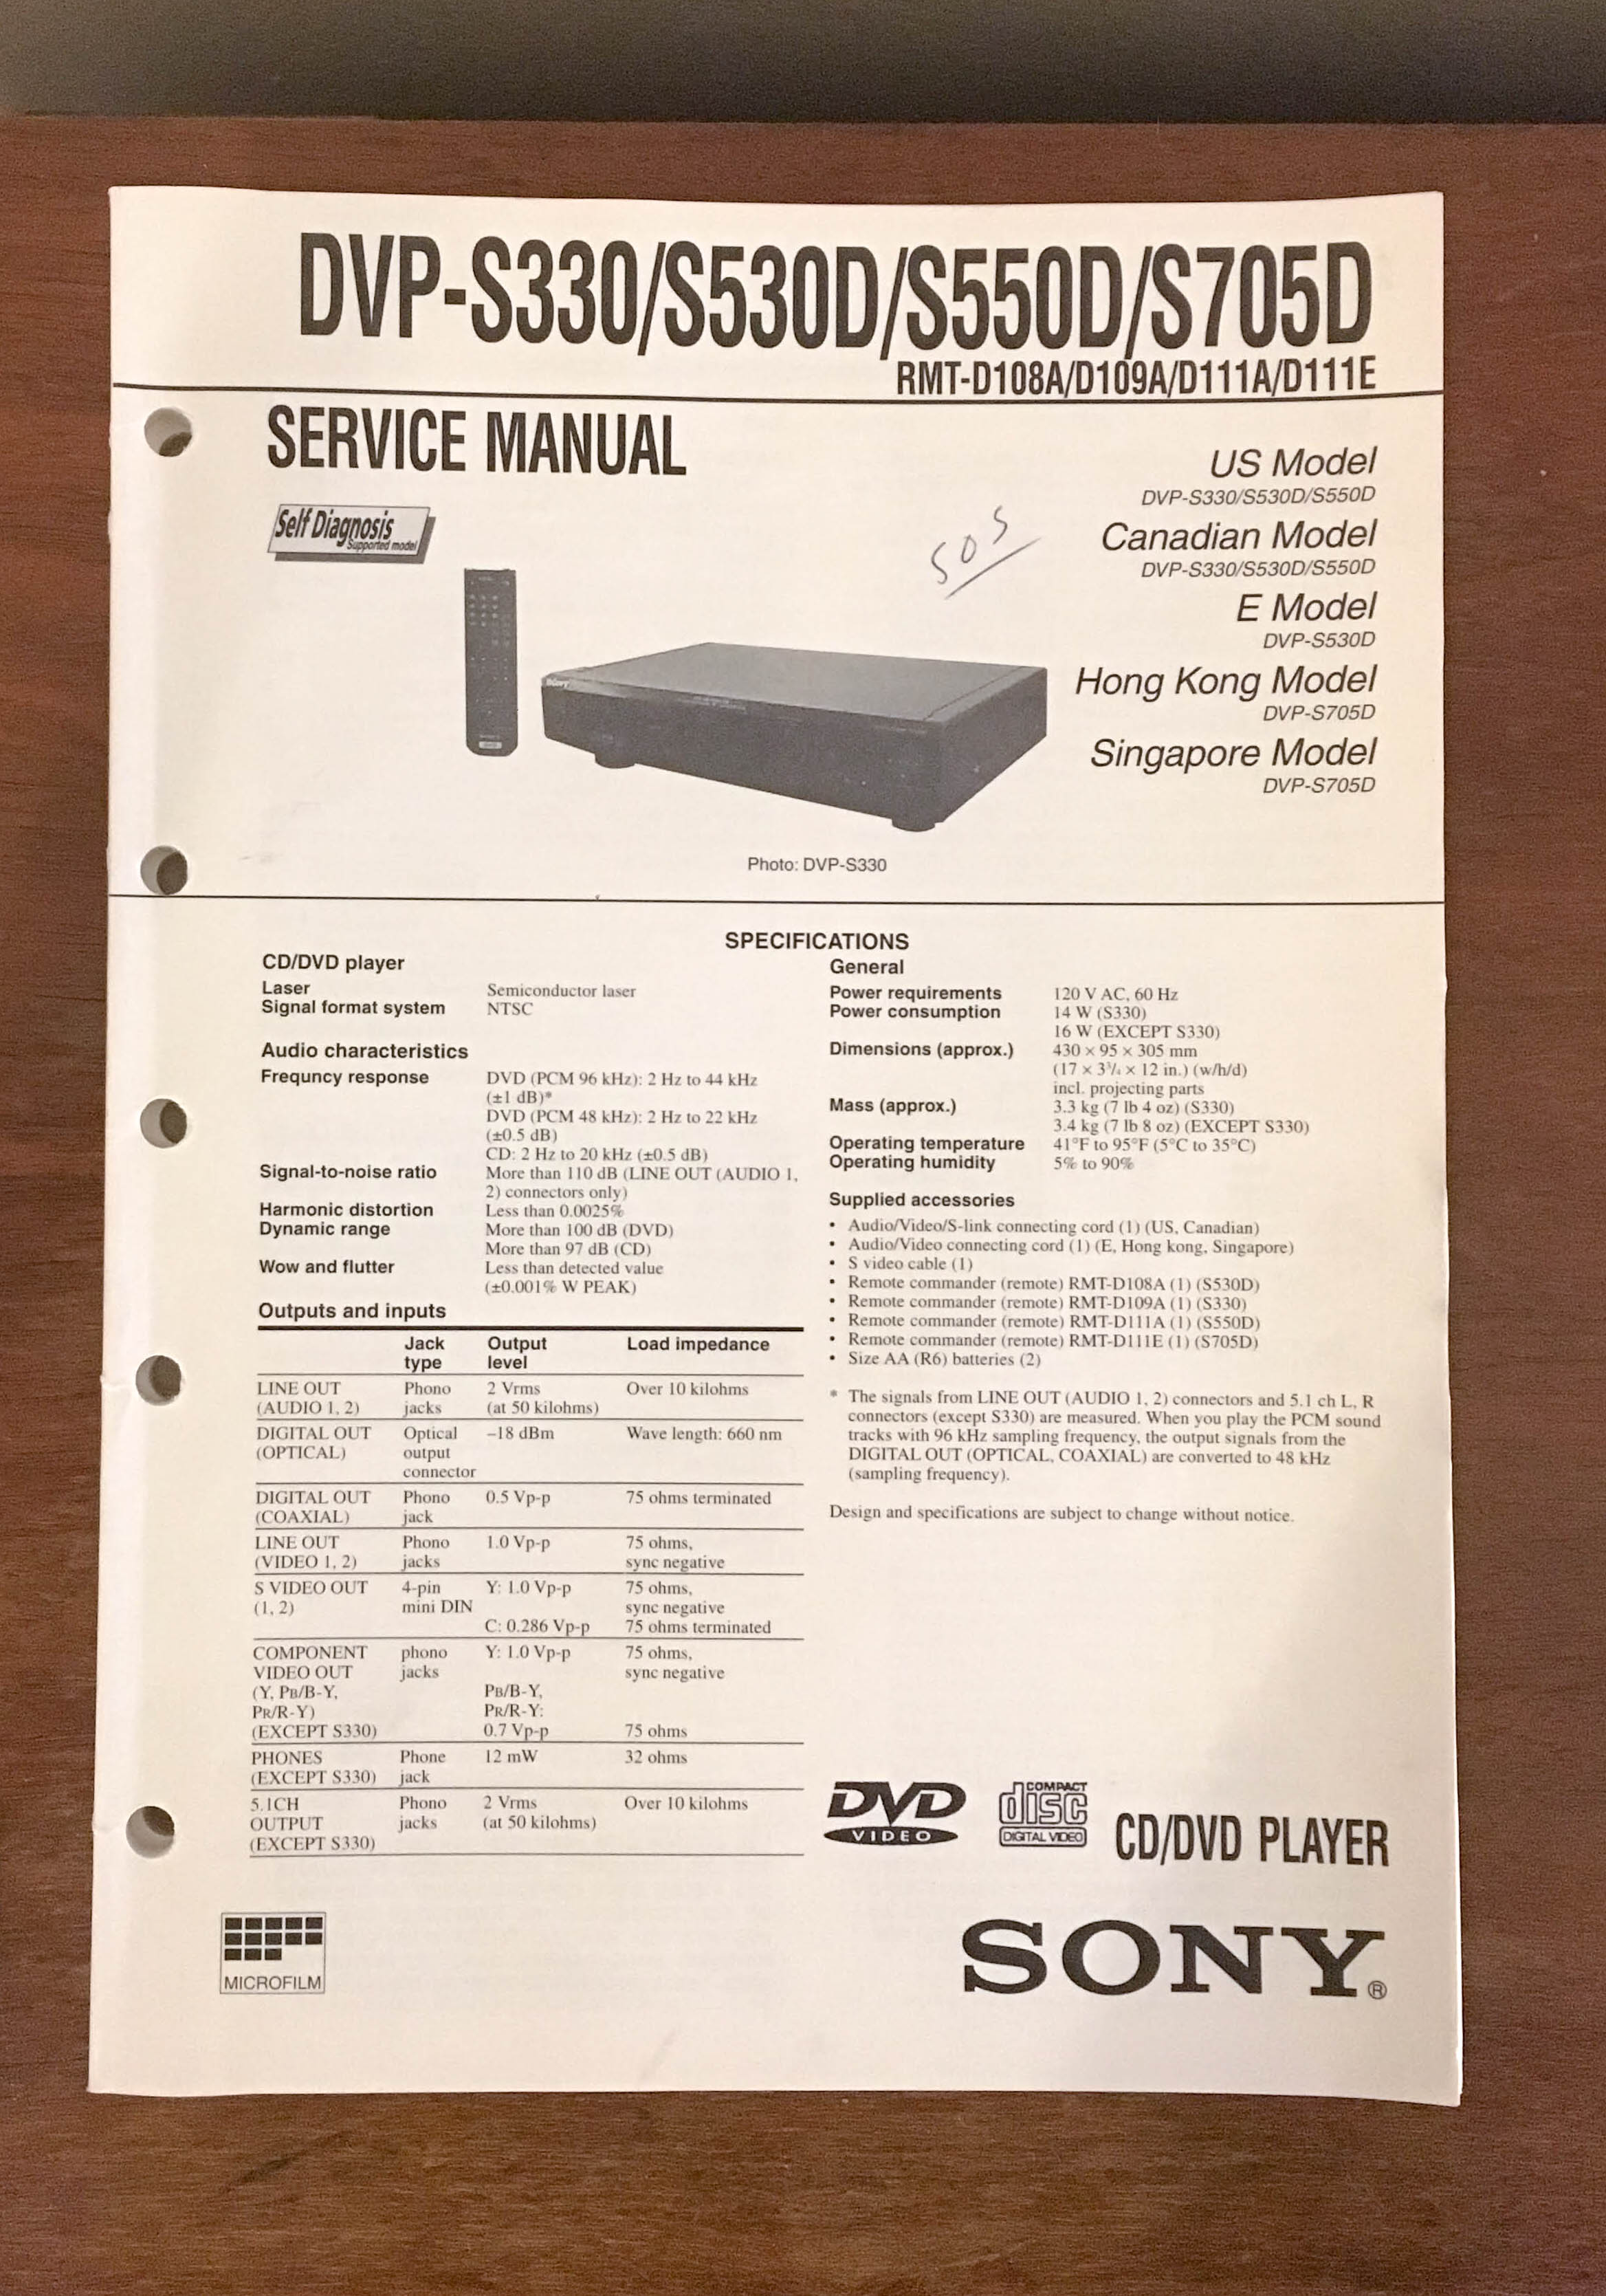 DVP-S330/S530D/S550D/S705D
RMT-D108A/D109A/D111A/D111E
SERVICE MANUAL
Self Diagnosis
Supported model
505
US Model
DVP-S330/S530D/S550D
Canadian Model
DVP-S330/S530D/S550D
E Model
DVP-S530D
Hong Kong Model
DVP-S705D
Singapore Model
DVP-S705D
SONY
Photo: DVP-S330
SPECIFICATIONS
CD/DVD player
Laser Semiconductor laser
Signal format system NTSC
Audio characteristics
Frequncy response DVD (PCM 96 kHz): 2 Hz to 44 kHz
(±1 dB)*
DVD (PCM 48 kHz): 2 Hz to 22 kHz
(±0.5 dB)
CD: 2 Hz to 20 kHz (±0.5 dB)
Signal-to-noise ratio More than 110 dB (LINE OUT (AUDIO 1,
2) connectors only)
Harmonic distortion Less than 0.0025%
Dynamic range More than 100 dB (DVD)
More than 97 dB (CD)
Wow and flutter Less than detected value
(±0.001% W PEAK)
Outputs and inputs
Jack Output Load impedance
type level
LINE OUT Phono 2 Vrms Over 10 kilohms
(AUDIO 1, 2) jacks (at 50 kilohms)
DIGITAL OUT Optical –18 dBm Wave length: 660 nm
(OPTICAL) output
connector
DIGITAL OUT Phono 0.5 Vp-p 75 ohms terminated
(COAXIAL) jack
LINE OUT Phono 1.0 Vp-p 75 ohms,
(VIDEO 1, 2) jacks sync negative
S VIDEO OUT 4-pin Y: 1.0 Vp-p 75 ohms,
(1, 2) mini DIN sync negative
C: 0.286 Vp-p 75 ohms terminated
COMPONENT phono Y: 1.0 Vp-p 75 ohms,
VIDEO OUT jacks sync negative
(Y, PB/B-Y, PB/B-Y,
PR/R-Y) PR/R-Y:
(EXCEPT S330) 0.7 Vp-p 75 ohms
PHONES Phone 12 mW 32 ohms
(EXCEPT S330) jack
5.1CH Phono 2 Vrms Over 10 kilohms
OUTPUT jacks (at 50 kilohms)
(EXCEPT S330)
General
Power requirements 120 V AC, 60 Hz
Power consumption 14 W (S330)
16 W (EXCEPT S330)
Dimensions (approx.) 430 × 95 × 305 mm
(17 × 3 3/4 × 12 in.) (w/h/d)
incl. projecting parts
Mass (approx.) 3.3 kg (7 lb 4 oz) (S330)
3.4 kg (7 lb 8 oz) (EXCEPT S330)
Operating temperature 41°F to 95°F (5°C to 35°C)
Operating humidity 5% to 90%
Supplied accessories
• Audio/Video/S-link connecting cord (1) (US, Canadian)
• Audio/Video connecting cord (1) (E, Hong kong, Singapore)
• S video cable (1)
• Remote commander (remote) RMT-D108A (1) (S530D)
• Remote commander (remote) RMT-D109A (1) (S330)
• Remote commander (remote) RMT-D111A (1) (S550D)
• Remote commander (remote) RMT-D111E (1) (S705D)
• Size AA (R6) batteries (2)
* The signals from LINE OUT (AUDIO 1, 2) connectors and 5.1 ch L, R
connectors (except S330) are measured. When you play the PCM sound
tracks with 96 kHz sampling frequency, the output signals from the
DIGITAL OUT (OPTICAL, COAXIAL) are converted to 48 kHz
(sampling frequency).
Design and specifications are subject to change without notice.
DVD
VIDEO
COMPACT
disc
DIGITAL VIDEO
CD/DVD PLAYER
MICROFILM
SONY®